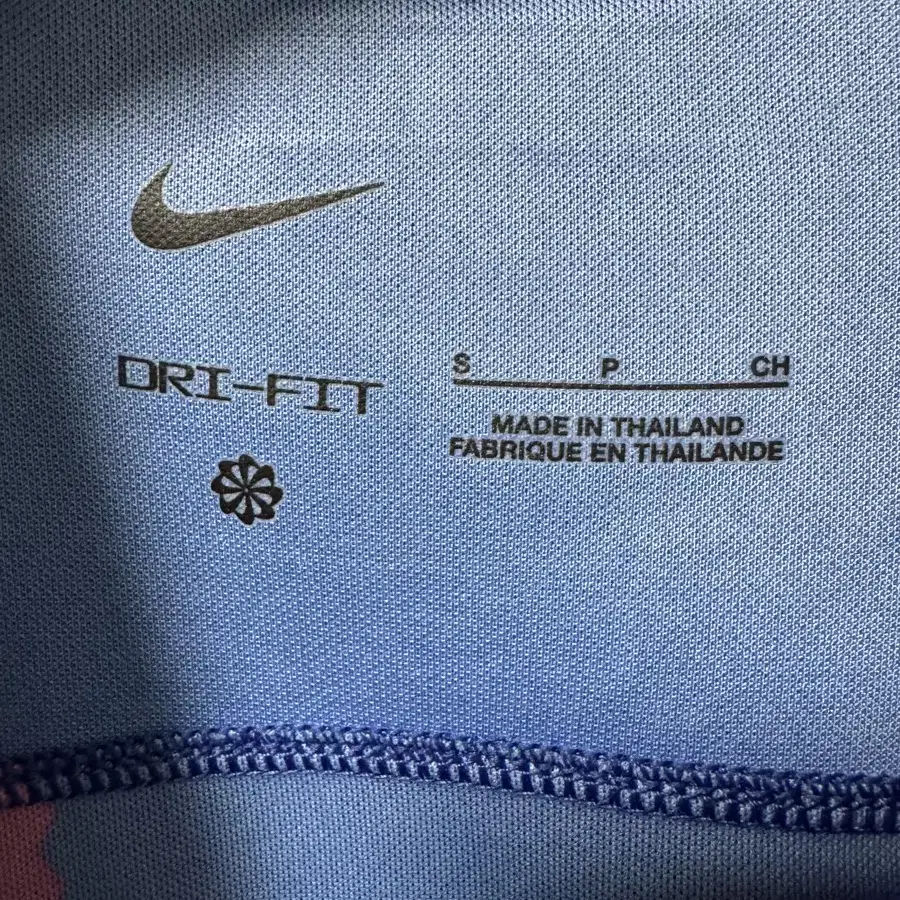 DRI-FIT
S P CH
MADE IN THAILAND
FABRIQUE EN THAILANDE